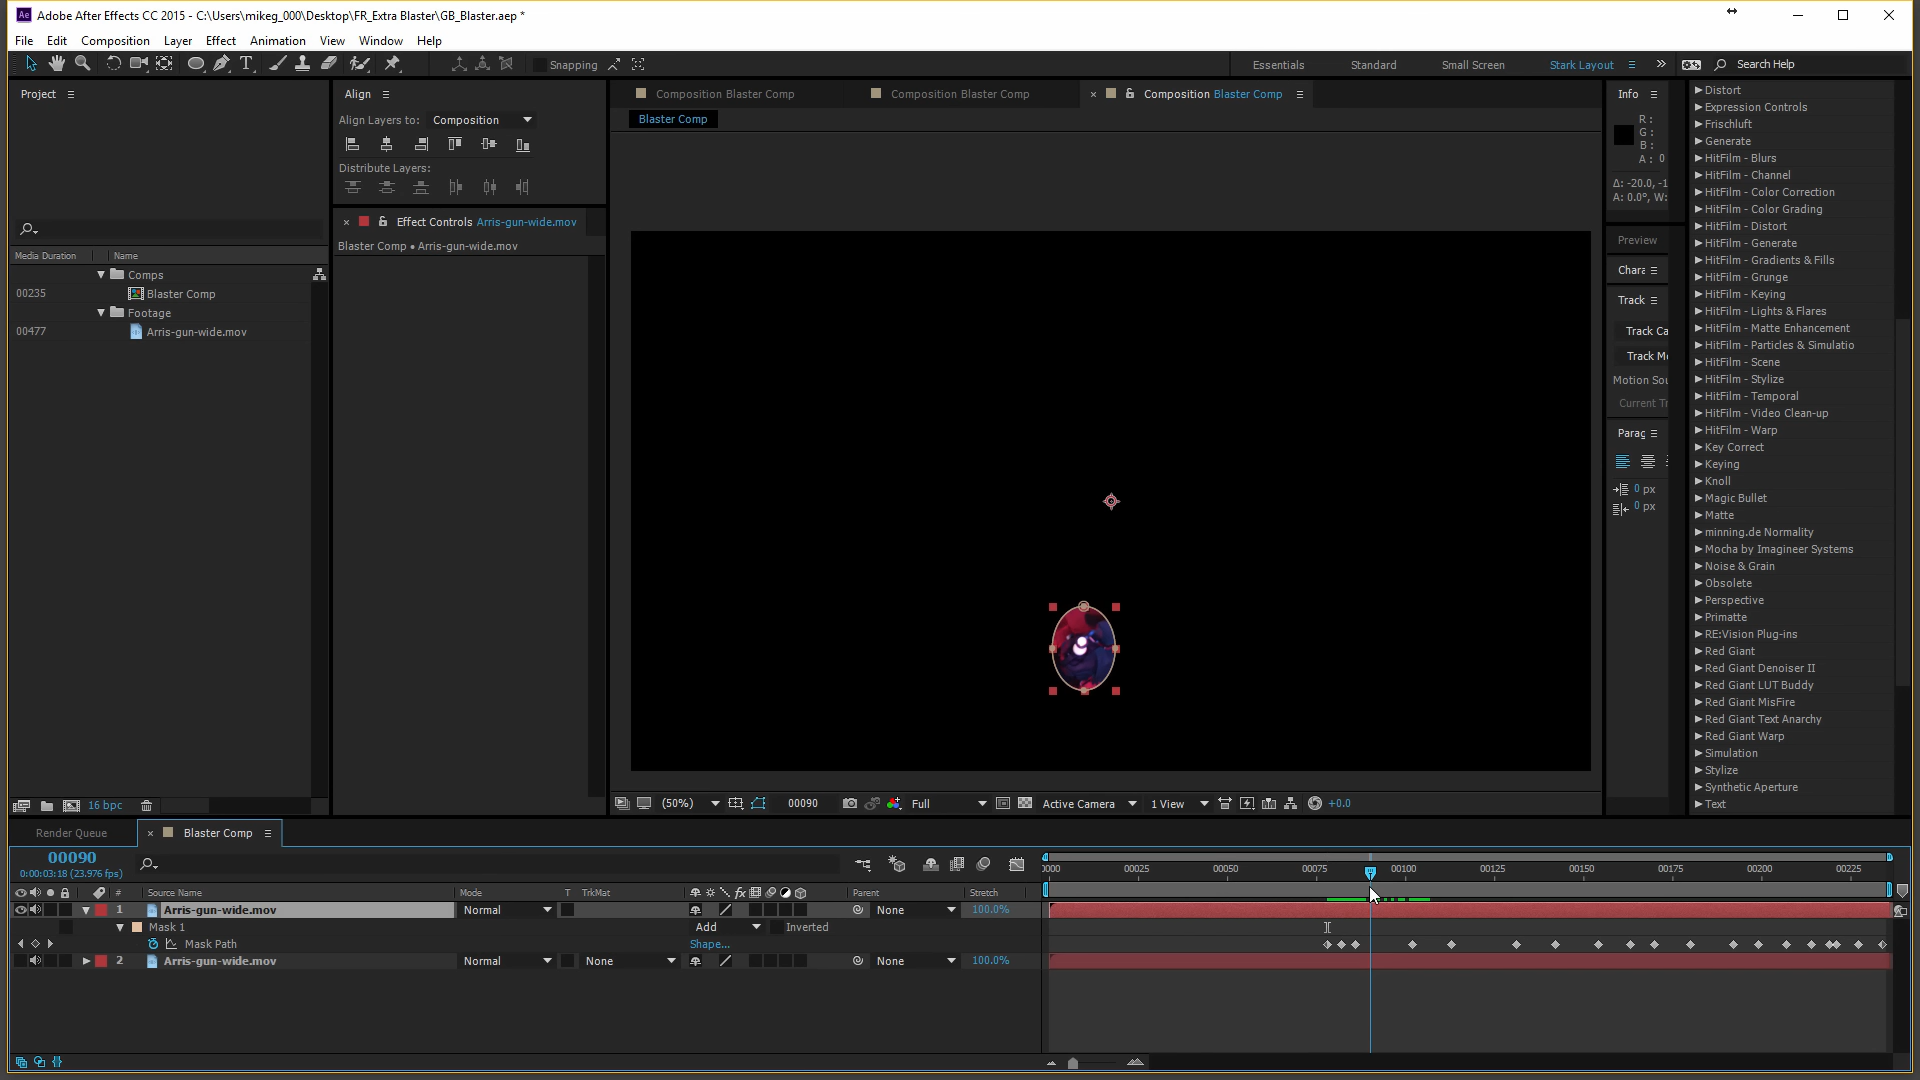 Adobe After Effects CC 2015 - C:\Users\mikeg_000\Desktop\FR_Extra Blaster\GB_Blaster.aep *
File Edit Composition Layer Effect Animation View Window Help
Snapping Essentials Standard Small Screen Stark Layout Search Help
Project
Media Duration Name
Comps
00235 Blaster Comp
Footage
00477 Arris-gun-wide.mov
16 bpc
Align
Align Layers to: Composition
Distribute Layers:
Effect Controls Arris-gun-wide.mov
Blaster Comp • Arris-gun-wide.mov
Composition Blaster Comp
Composition Blaster Comp
Composition Blaster Comp
Blaster Comp
(50%) 00090 Full Active Camera 1 View +0.0
Info
R :
G :
B :
A : 0
Δ: -20.0, -1
A: 0.0°, W:
Preview
Chara
Track
Track Ca
Track Mo
Motion Sou
Current Tr
Parag
0 px
0 px
Distort
Expression Controls
Frischluft
Generate
HitFilm - Blurs
HitFilm - Channel
HitFilm - Color Correction
HitFilm - Color Grading
HitFilm - Distort
HitFilm - Generate
HitFilm - Gradients & Fills
HitFilm - Grunge
HitFilm - Keying
HitFilm - Lights & Flares
HitFilm - Matte Enhancement
HitFilm - Particles & Simulatio
HitFilm - Scene
HitFilm - Stylize
HitFilm - Temporal
HitFilm - Video Clean-up
HitFilm - Warp
Key Correct
Keying
Knoll
Magic Bullet
Matte
minning.de Normality
Mocha by Imagineer Systems
Noise & Grain
Obsolete
Perspective
Primatte
RE:Vision Plug-ins
Red Giant
Red Giant Denoiser II
Red Giant LUT Buddy
Red Giant MisFire
Red Giant Text Anarchy
Red Giant Warp
Simulation
Stylize
Synthetic Aperture
Text
Render Queue Blaster Comp
00090
0:00:03:18 (23.976 fps)
0000 00025 00050 00075 00100 00125 00150 00175 00200 00225
# Source Name Mode T TrkMat Parent Stretch
1 Arris-gun-wide.mov Normal None 100.0%
Mask 1 Add Inverted
Mask Path Shape...
2 Arris-gun-wide.mov Normal None None 100.0%